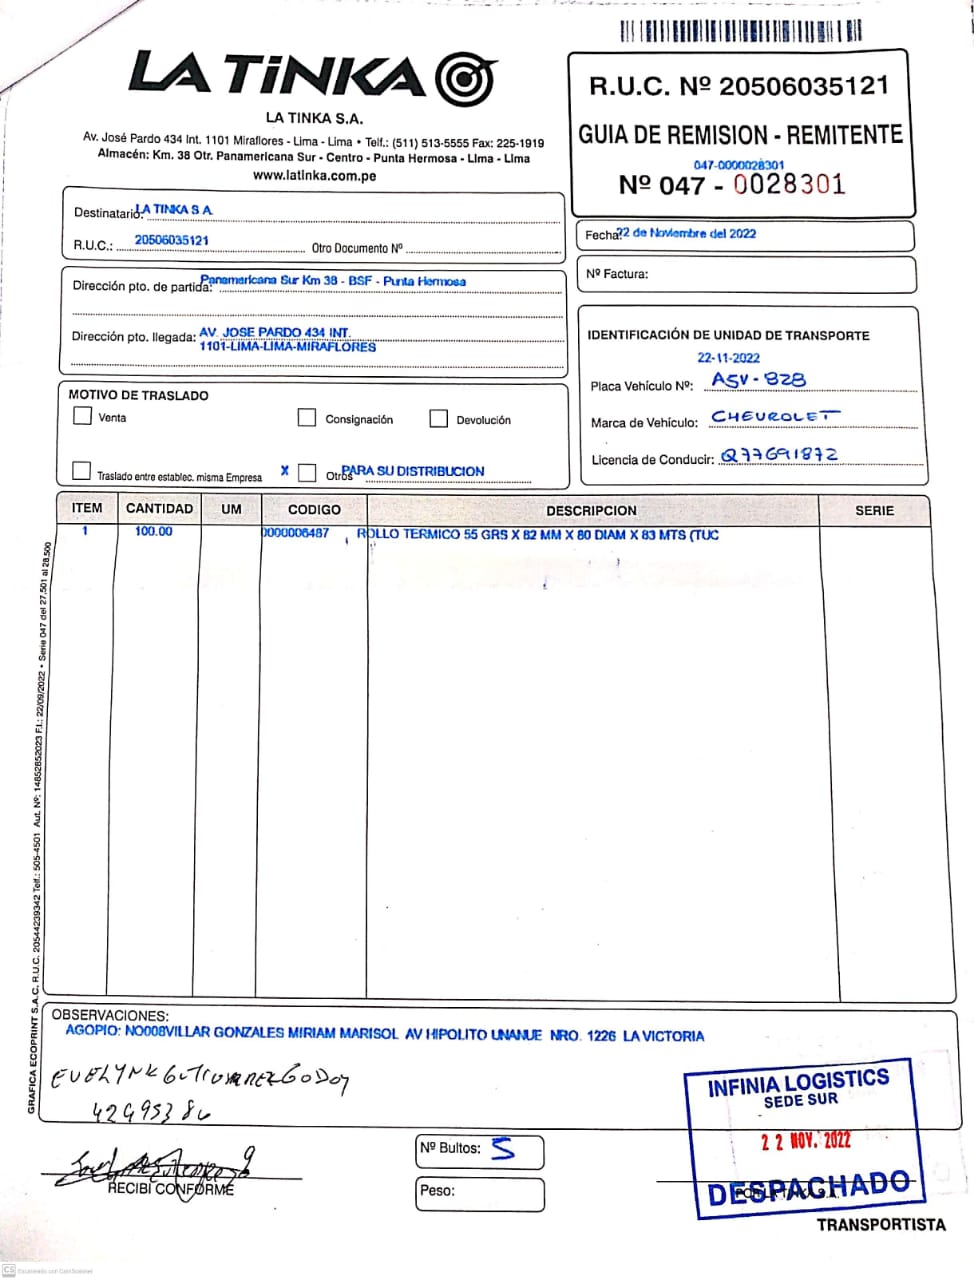 LA TiNKA
LA TINKA S.A.
Av. José Pardo 434 Int. 1101 Miraflores - Lima - Lima • Telf.: (511) 513-5555 Fax: 225-1919
Almacén: Km. 38 Otr. Panamericana Sur - Centro - Punta Hermosa - Lima - Lima
www.latinka.com.pe
R.U.C. Nº 20506035121
GUIA DE REMISION - REMITENTE
047-0000028301
Nº 047 - 0028301
Destinatario: LA TINKA S A
R.U.C.: 20506035121 Otro Documento Nº
Fecha: 22 de Noviembre del 2022
Nº Factura:
Dirección pto. de partida: Panamericana Sur Km 38 - BSF - Punta Hermosa
Dirección pto. llegada: AV. JOSE PARDO 434 INT.
1101-LIMA-LIMA-MIRAFLORES
IDENTIFICACIÓN DE UNIDAD DE TRANSPORTE
22-11-2022
Placa Vehículo Nº: ASV-828
Marca de Vehículo: CHEVROLET
Licencia de Conducir: Q77691872
MOTIVO DE TRASLADO
Venta Consignación Devolución
Traslado entre establec. misma Empresa X Otros PARA SU DISTRIBUCION
ITEM CANTIDAD UM CODIGO DESCRIPCION SERIE
1 100.00 0000006487 ROLLO TERMICO 55 GRS X 82 MM X 80 DIAM X 83 MTS (TUC
GRAFICA ECOPRINT S.A.C. R.U.C. 20544239342 Telf.: 505-4501 Aut. Nº: 14652852023 F.I.: 22/09/2022 • Serie 047 del 27,501 al 28,500
OBSERVACIONES:
AGOPIO: NO008VILLAR GONZALES MIRIAM MARISOL AV HIPOLITO UNANUE NRO. 1226 LA VICTORIA
EVELYNK GUTIERREZ GODOY
RECIBI CONFORME
Nº Bultos: 5
Peso:
INFINIA LOGISTICS
SEDE SUR
22 NOV. 2022
DESPACHADO
POR LA TINKA S.A.
TRANSPORTISTA
CS Escaneado con CamScanner